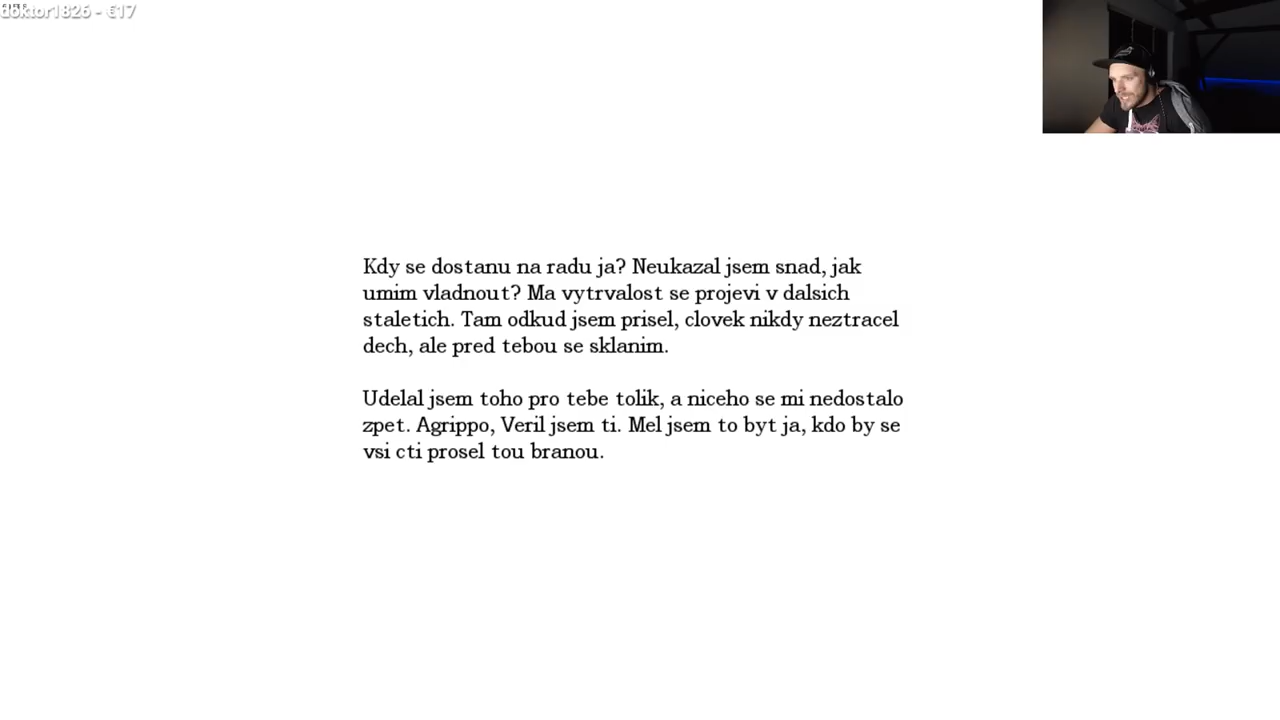 doktor1826 - €17
Kdy se dostanu na radu ja? Neukazal jsem snad, jak
umim vladnout? Ma vytrvalost se projevi v dalsich
staletich. Tam odkud jsem prisel, clovek nikdy neztracel
dech, ale pred tebou se sklanim.
Udelal jsem toho pro tebe tolik, a niceho se mi nedostalo
zpet. Agrippo, Veril jsem ti. Mel jsem to byt ja, kdo by se
vsi cti prosel tou branou.